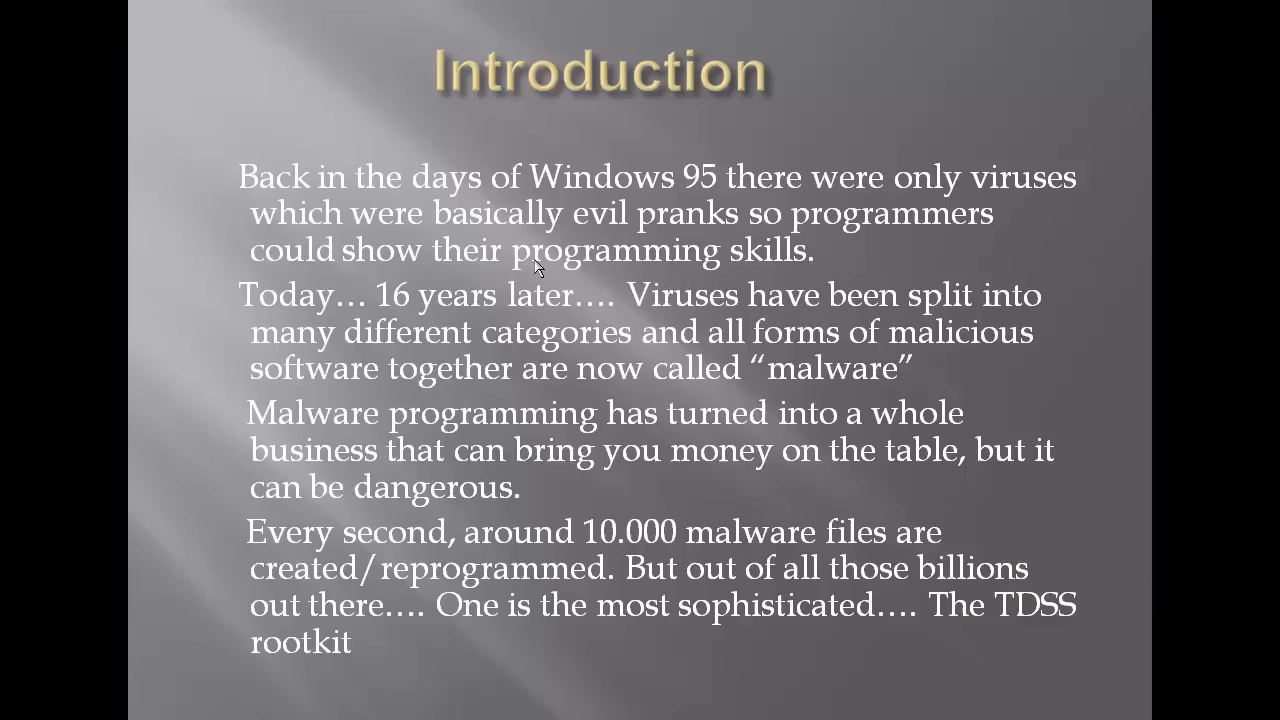 Introduction
Back in the days of Windows 95 there were only viruses
which were basically evil pranks so programmers
could show their programming skills.
Today… 16 years later…. Viruses have been split into
many different categories and all forms of malicious
software together are now called “malware”
Malware programming has turned into a whole
business that can bring you money on the table, but it
can be dangerous.
Every second, around 10.000 malware files are
created/reprogrammed. But out of all those billions
out there…. One is the most sophisticated…. The TDSS
rootkit